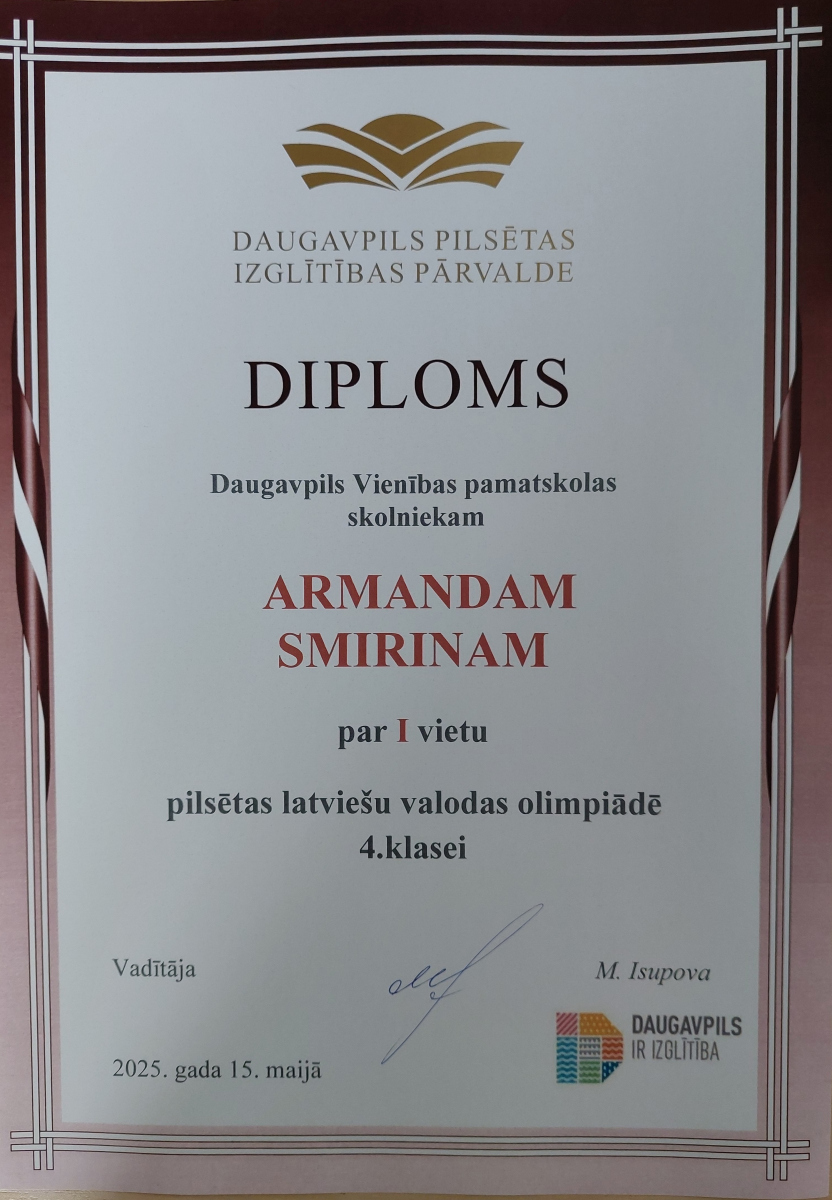 DAUGAVPILS PILSĒTAS
IZGLĪTĪBAS PĀRVALDE
DIPLOMS
Daugavpils Vienības pamatskolas
skolniekam
ARMANDAM
SMIRINAM
par I vietu
pilsētas latviešu valodas olimpiādē
4.klasei
Vadītāja
M. Isupova
DAUGAVPILS
IR IZGLĪTĪBA
2025. gada 15. maijā